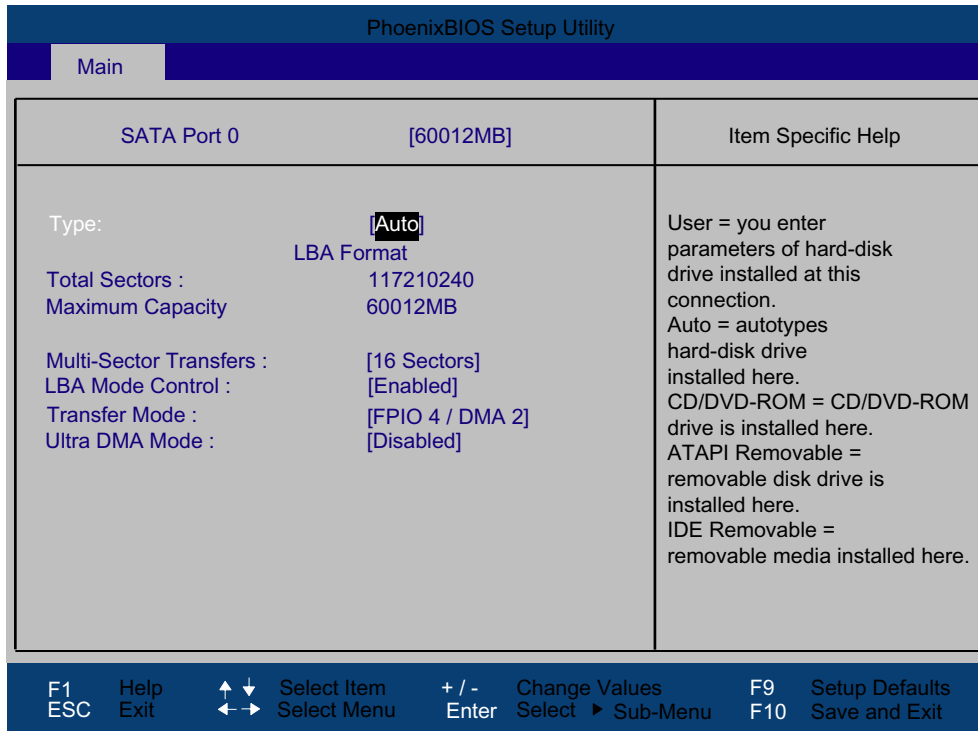 PhoenixBIOS Setup Utility
Main
SATA Port 0 [60012MB] Item Specific Help
Type: [Auto]
LBA Format
Total Sectors : 117210240
Maximum Capacity 60012MB
Multi-Sector Transfers : [16 Sectors]
LBA Mode Control : [Enabled]
Transfer Mode : [FPIO 4 / DMA 2]
Ultra DMA Mode : [Disabled]
User = you enter
parameters of hard-disk
drive installed at this
connection.
Auto = autotypes
hard-disk drive
installed here.
CD/DVD-ROM = CD/DVD-ROM
drive is installed here.
ATAPI Removable =
removable disk drive is
installed here.
IDE Removable =
removable media installed here.
F1 Help Select Item + / - Change Values F9 Setup Defaults
ESC Exit Select Menu Enter Select Sub-Menu F10 Save and Exit